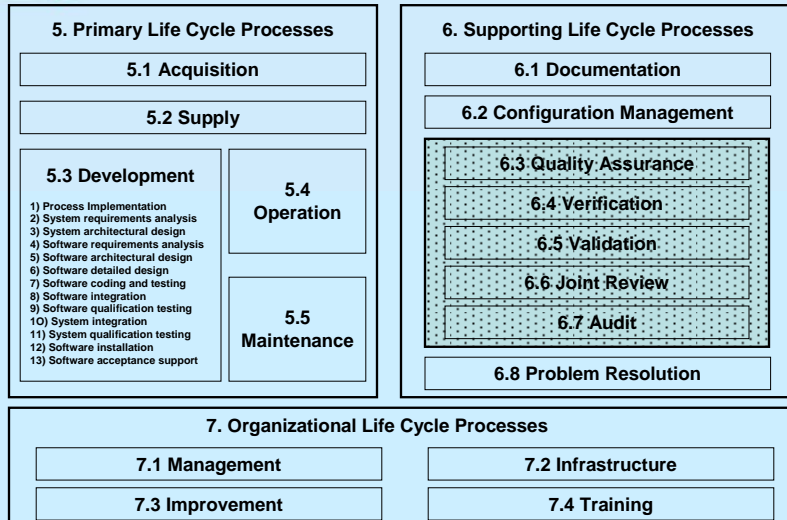 5. Primary Life Cycle Processes
5.1 Acquisition
5.2 Supply
5.3 Development
1) Process Implementation
2) System requirements analysis
3) System architectural design
4) Software requirements analysis
5) Software architectural design
6) Software detailed design
7) Software coding and testing
8) Software integration
9) Software qualification testing
1O) System integration
11) System qualification testing
12) Software installation
13) Software acceptance support
5.4
Operation
5.5
Maintenance
6. Supporting Life Cycle Processes
6.1 Documentation
6.2 Configuration Management
6.3 Quality Assurance
6.4 Verification
6.5 Validation
6.6 Joint Review
6.7 Audit
6.8 Problem Resolution
7. Organizational Life Cycle Processes
7.1 Management
7.2 Infrastructure
7.3 Improvement
7.4 Training